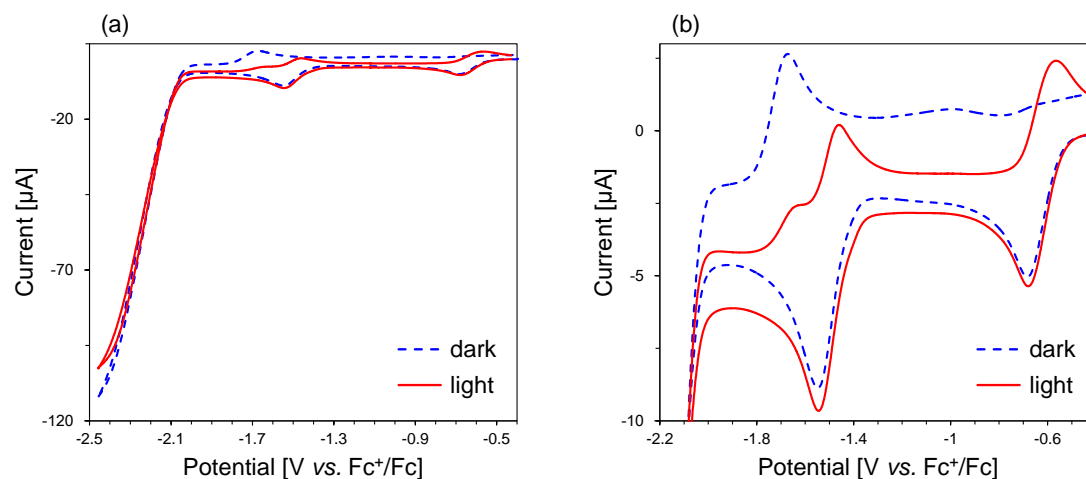 (a)
Current [µA]
-20
-70
-120
-2.5
-2.1
-1.7
-1.3
-0.9
-0.5
Potential [V vs. Fc⁺/Fc]
dark
light
(b)
Current [µA]
0
-5
-10
-2.2
-1.8
-1.4
-1
-0.6
Potential [V vs. Fc⁺/Fc]
dark
light